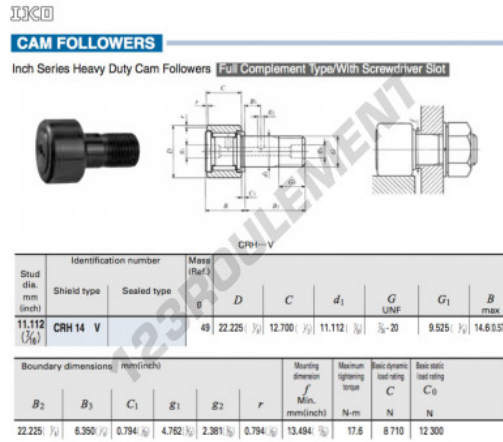 IKO
CAM FOLLOWERS
Inch Series Heavy Duty Cam Followers Full Complement Type/With Screwdriver Slot
CRH···V
123ROULEMENT
Stud dia. mm (inch) Identification number Mass (Ref.)
Shield type Sealed type g D C d1 G UNF G1 B max
11.112 (7/16) CRH 14 V 49 22.225 12.700 11.112 -20 9.525 14.6
Boundary dimensions mm(inch) Mounting dimension f Min. mm(inch) Maximum tightening torque N-m Basic dynamic load rating C N Basic static load rating C0 N
B2 B3 C1 g1 g2 r
22.225 6.350 0.794 4.762 2.381 0.794 13.494 17.6 8 710 12 300